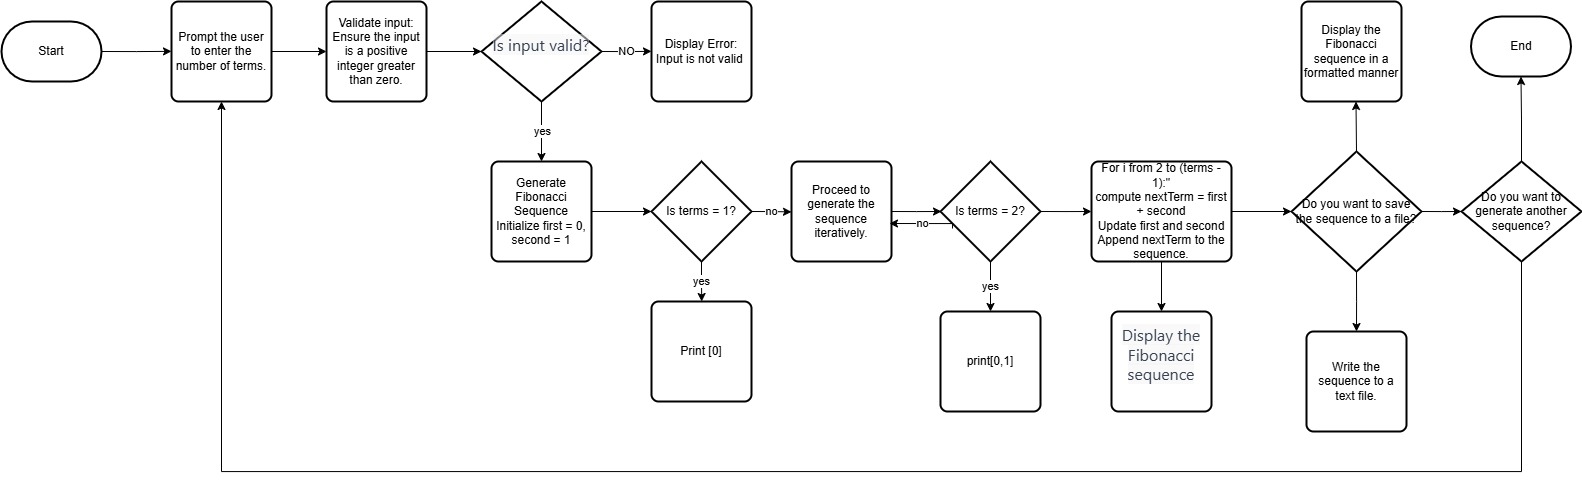 Start
Prompt the user
to enter the
number of terms.
Validate input:
Ensure the input
is a positive
integer greater
than zero.
Is input valid?
NO
Display Error:
Input is not valid
Display the
Fibonacci
sequence in a
formatted manner
End
yes
Generate
Fibonacci
Sequence
Initialize first = 0,
second = 1
Is terms = 1?
no
Proceed to
generate the
sequence
iteratively.
no
Is terms = 2?
For i from 2 to (terms -
1):"
compute nextTerm = first
+ second
Update first and second
Append nextTerm to the
sequence.
Do you want to save
the sequence to a file?
Do you want to
generate another
sequence?
yes
Print [0]
yes
print[0,1]
Display the
Fibonacci
sequence
Write the
sequence to a
text file.